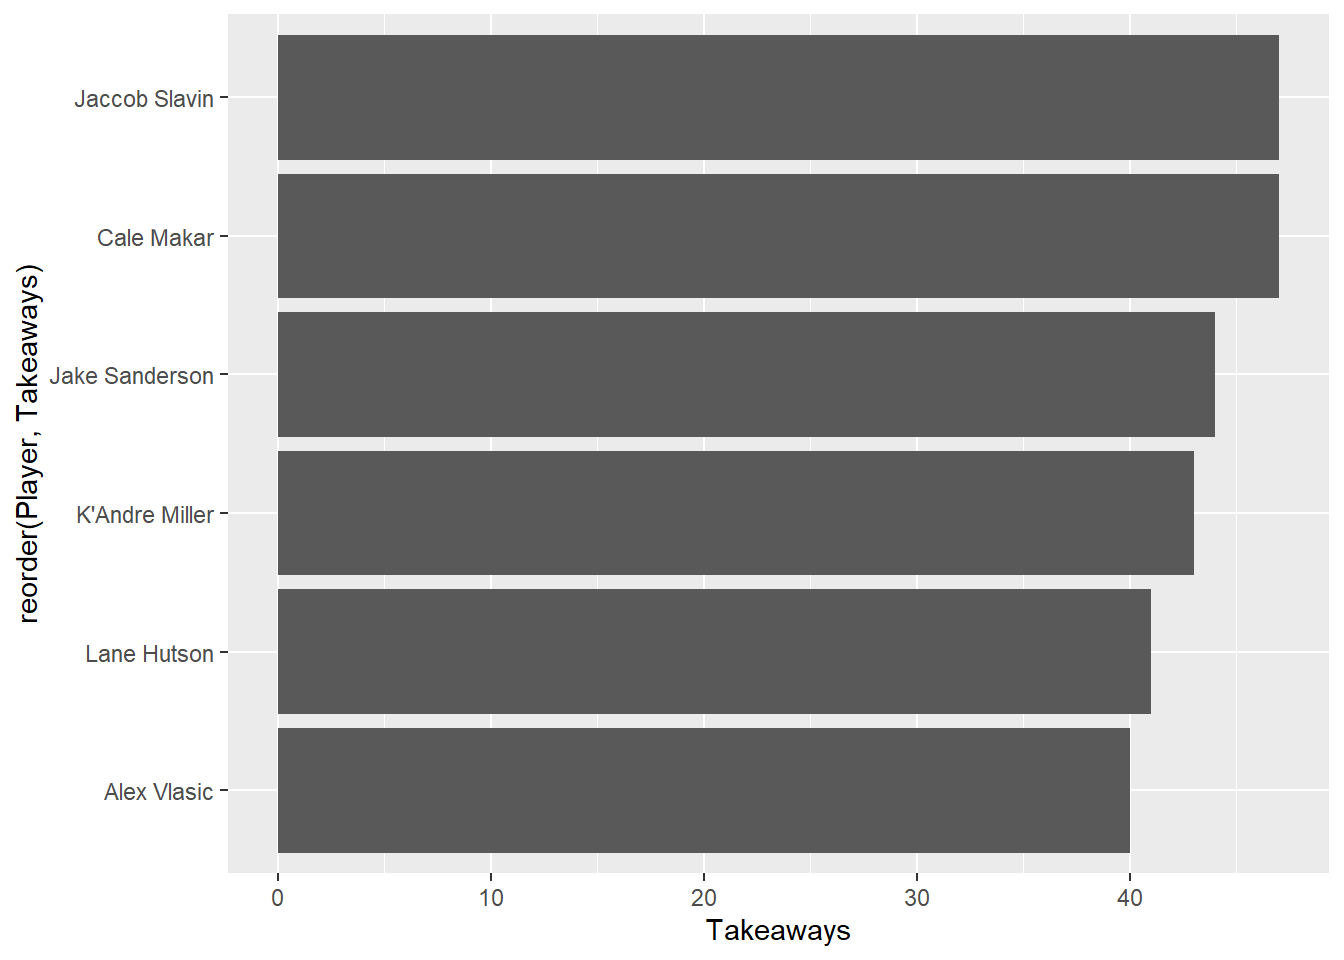 reorder(Player, Takeaways)
Jaccob Slavin
Cale Makar
Jake Sanderson
K'Andre Miller
Lane Hutson
Alex Vlasic
0 10 20 30 40
Takeaways